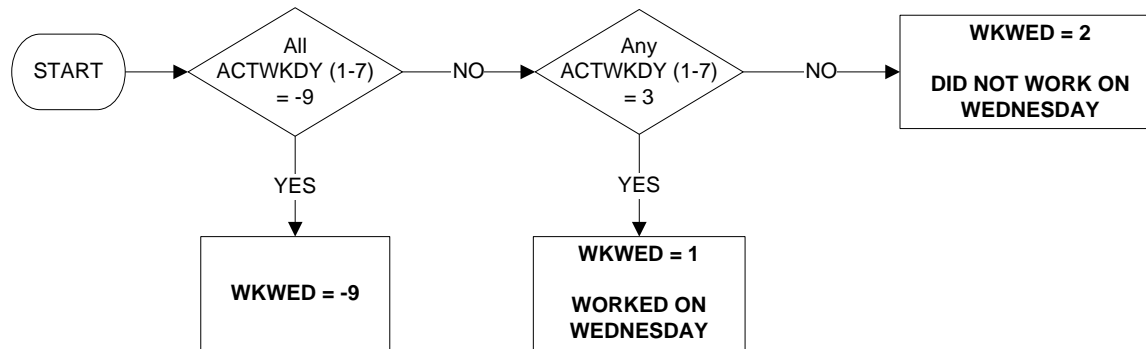 START
All
ACTWKDY (1-7)
= -9
NO
Any
ACTWKDY (1-7)
= 3
NO
WKWED = 2
DID NOT WORK ON
WEDNESDAY
YES
YES
WKWED = -9
WKWED = 1
WORKED ON
WEDNESDAY